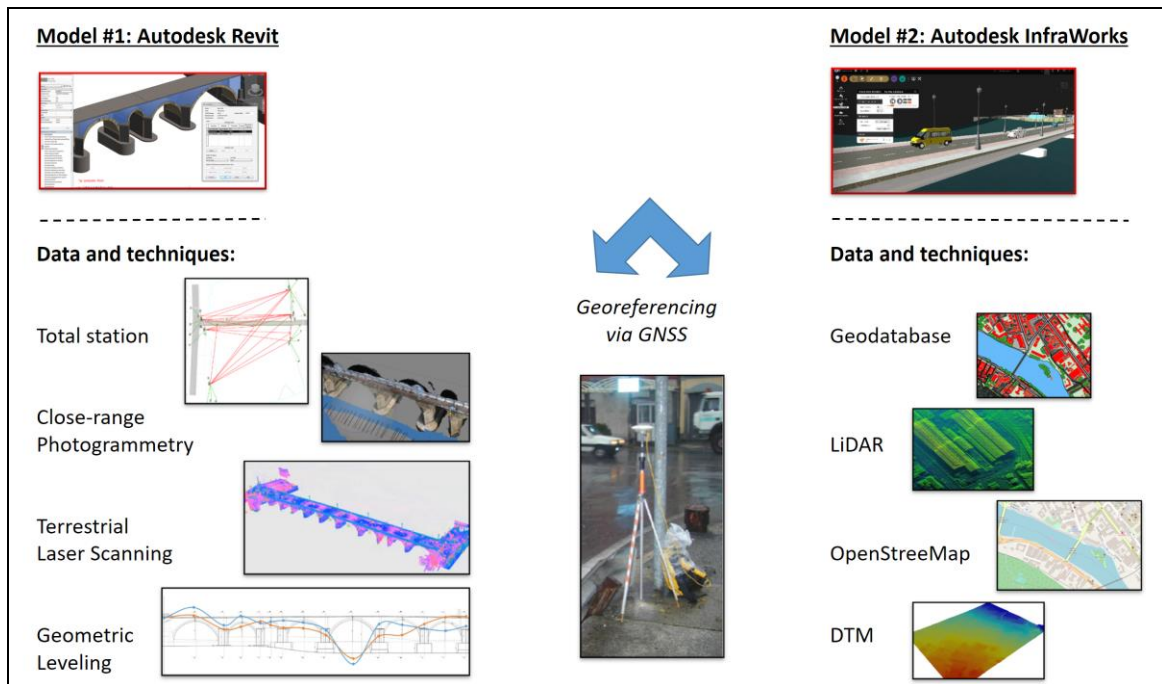 Model #1: Autodesk Revit
Data and techniques:
Total station
Close-range
Photogrammetry
Terrestrial
Laser Scanning
Geometric
Leveling
Georeferencing
via GNSS
Model #2: Autodesk InfraWorks
Data and techniques:
Geodatabase
LiDAR
OpenStreeMap
DTM